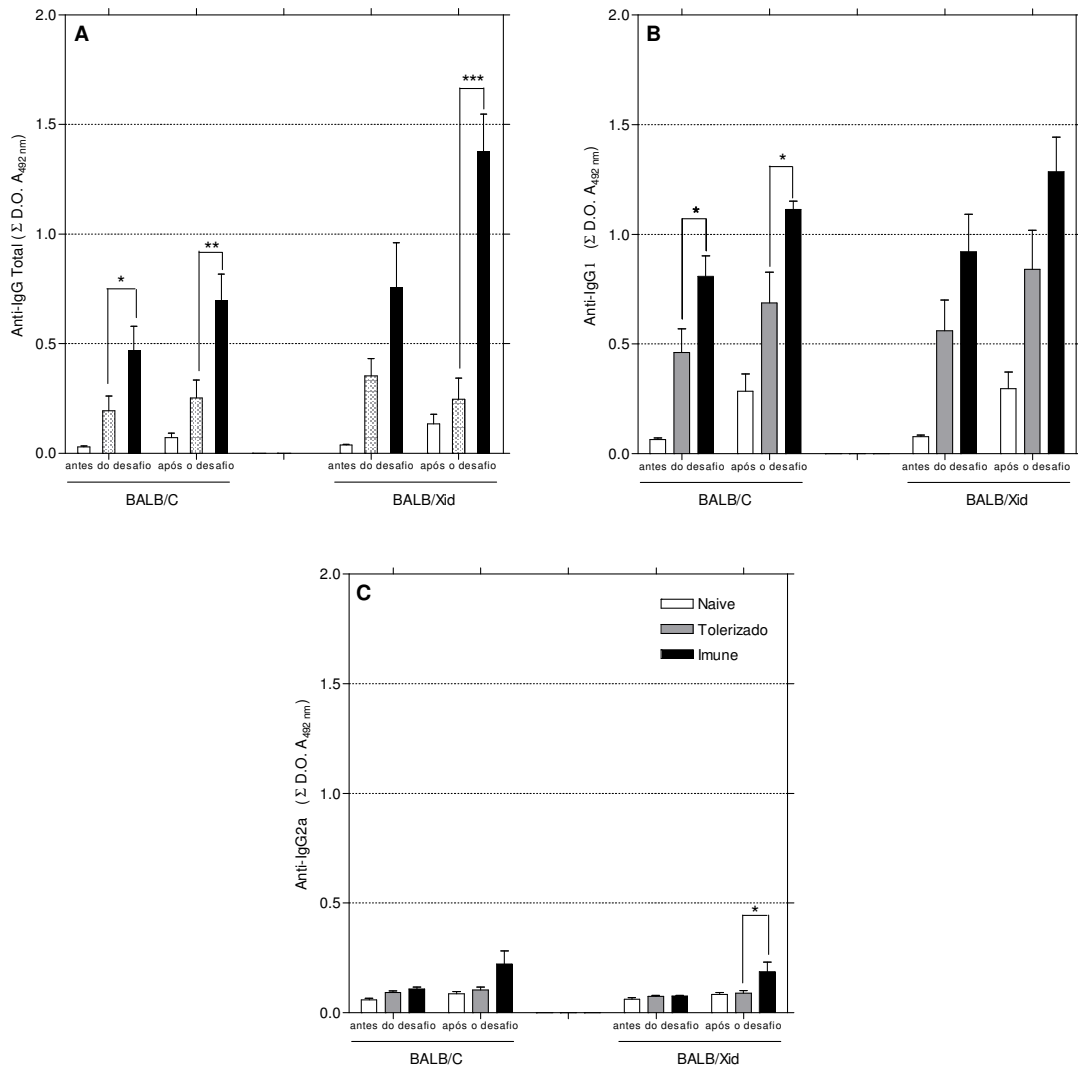 A
Anti-IgG Total ( Σ D.O. A492 nm)
2.0
1.5
1.0
0.5
0.0
*
**
***
antes do desafio após o desafio
antes do desafio após o desafio
BALB/C
BALB/Xid
B
Anti-IgG1 ( Σ D.O. A492 nm)
2.0
1.5
1.0
0.5
0.0
*
*
antes do desafio após o desafio
antes do desafio após o desafio
BALB/C
BALB/Xid
C
Anti-IgG2a ( Σ D.O. A492 nm)
2.0
1.5
1.0
0.5
0.0
Naive
Tolerizado
Imune
*
antes do desafio após o desafio
antes do desafio após o desafio
BALB/C
BALB/Xid